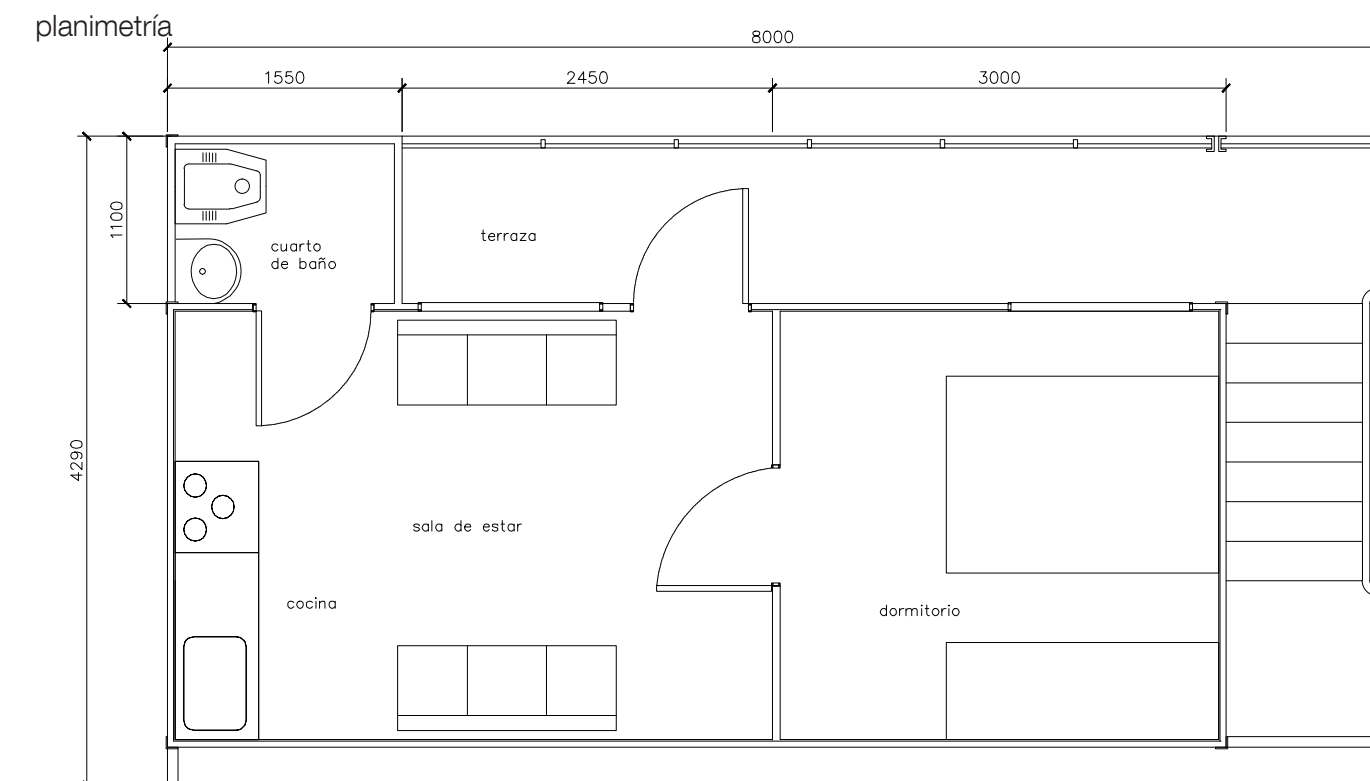 planimetría
8000
1550
2450
3000
1100
4290
cuarto
de baño
terraza
sala de estar
cocina
dormitorio